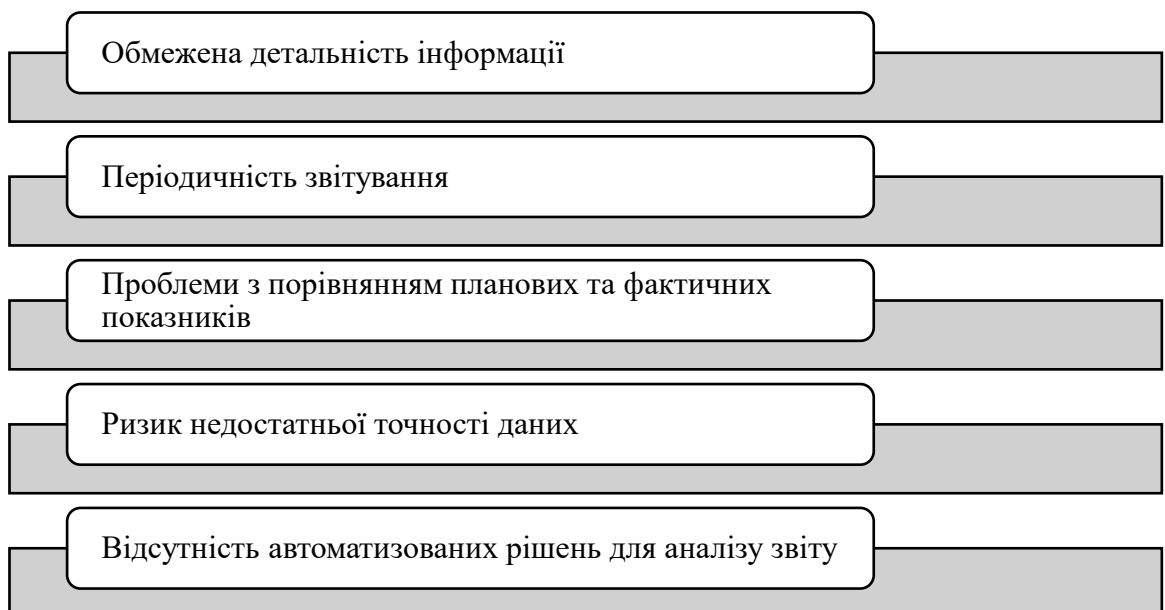 Обмежена детальність інформації
Періодичність звітування
Проблеми з порівнянням планових та фактичних
показників
Ризик недостатньої точності даних
Відсутність автоматизованих рішень для аналізу звіту